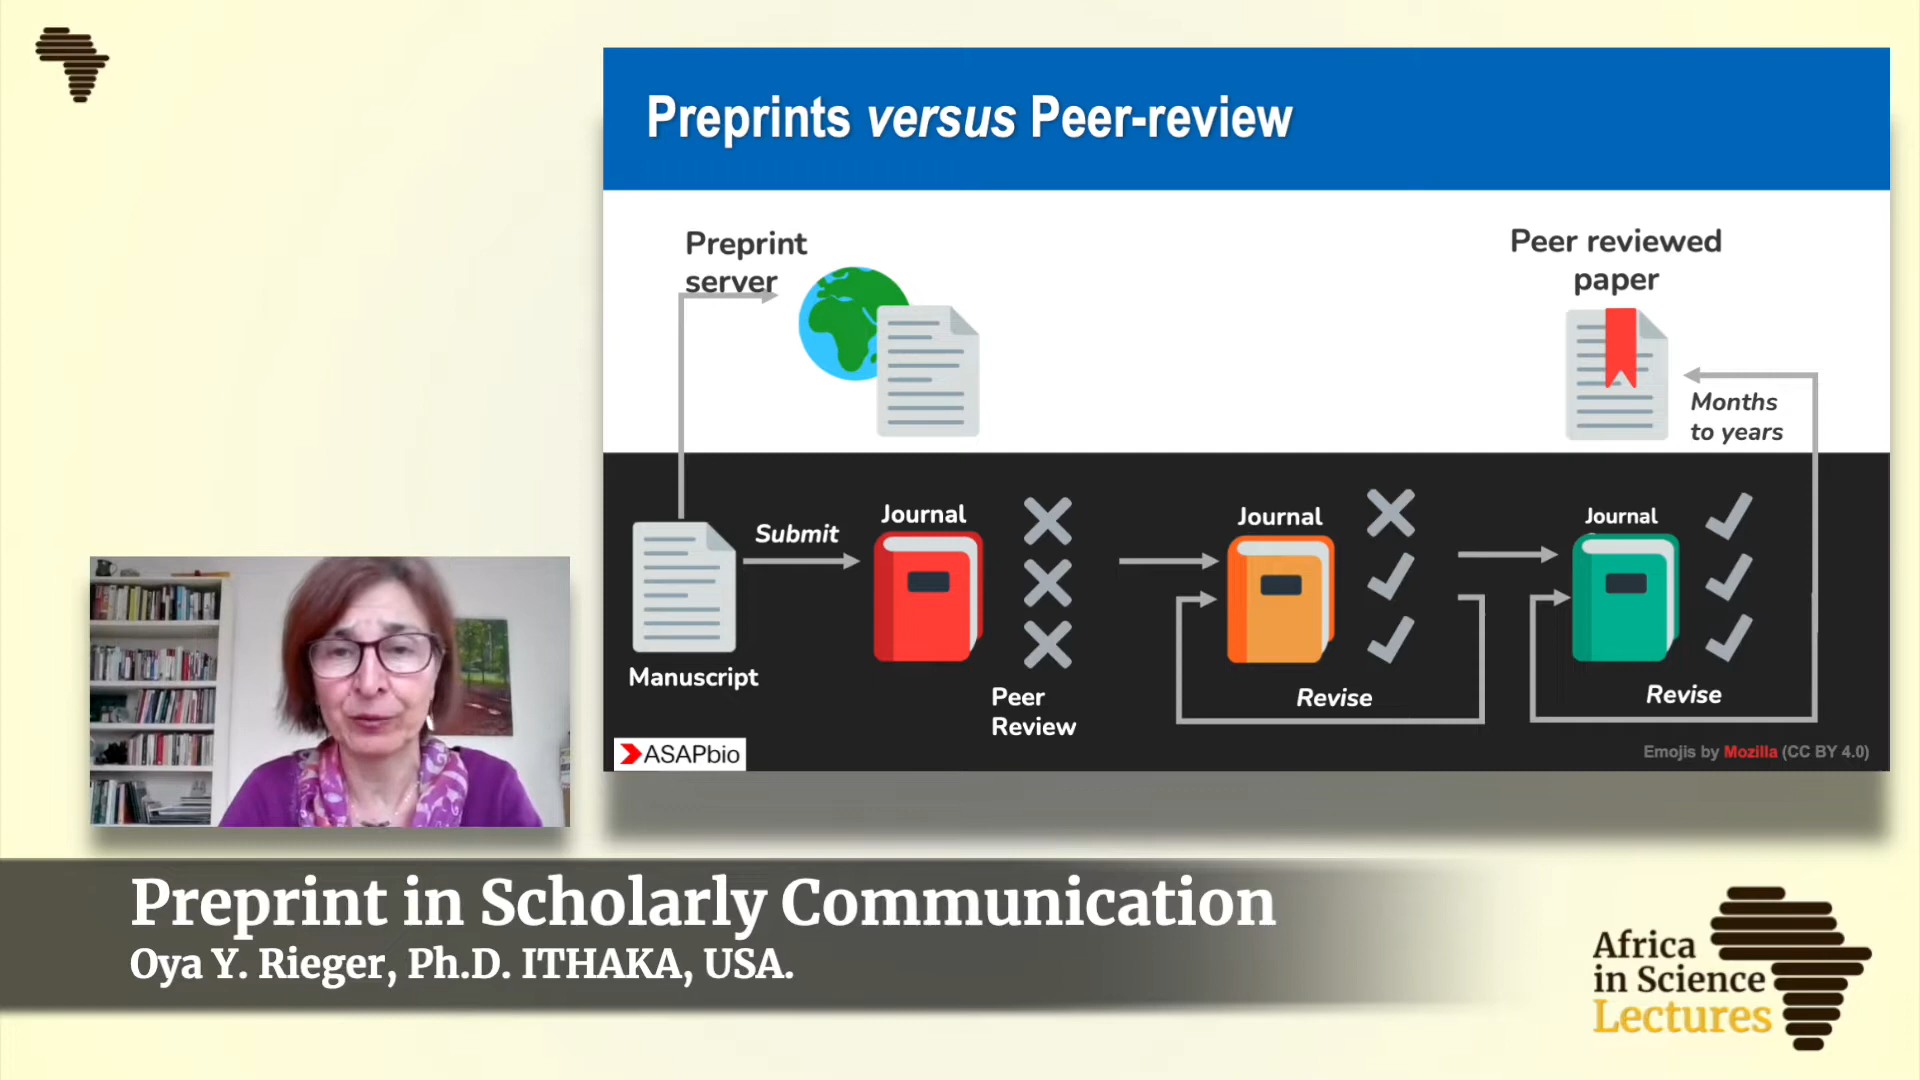 Preprints versus Peer-review
Preprint
server
Peer reviewed
paper
Months
to years
Submit
Journal
Journal
Journal
Manuscript
Peer
Review
Revise
Revise
ASAPbio
Emojis by Mozilla (CC BY 4.0)
Preprint in Scholarly Communication
Oya Y. Rieger, Ph.D. ITHAKA, USA.
Africa
in Science
Lectures